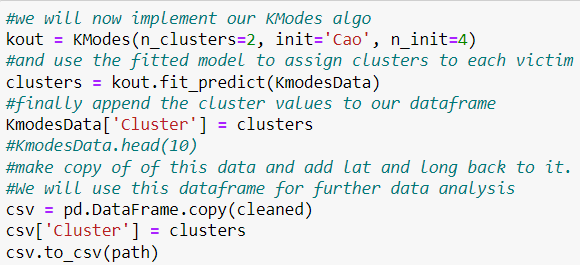 #we will now implement our KModes algo
kout = KModes(n_clusters=2, init='Cao', n_init=4)
#and use the fitted model to assign clusters to each victim
clusters = kout.fit_predict(KmodesData)
#finally append the cluster values to our dataframe
KmodesData['Cluster'] = clusters
#KmodesData.head(10)
#make copy of of this data and add lat and long back to it.
#We will use this dataframe for further data analysis
csv = pd.DataFrame.copy(cleaned)
csv['Cluster'] = clusters
csv.to_csv(path)